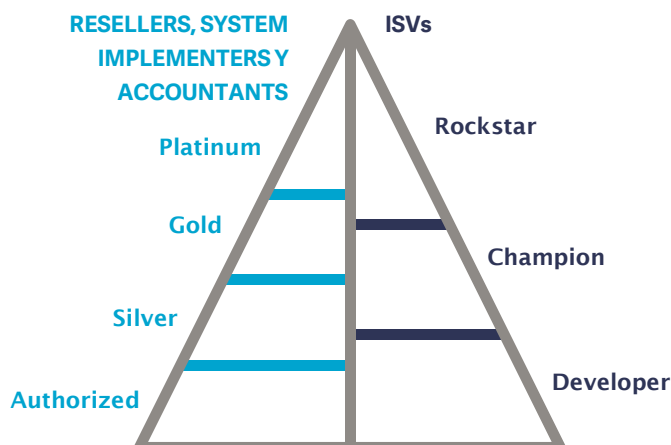 RESELLERS, SYSTEM
IMPLEMENTERS Y
ACCOUNTANTS
Platinum
Gold
Silver
Authorized
ISVs
Rockstar
Champion
Developer